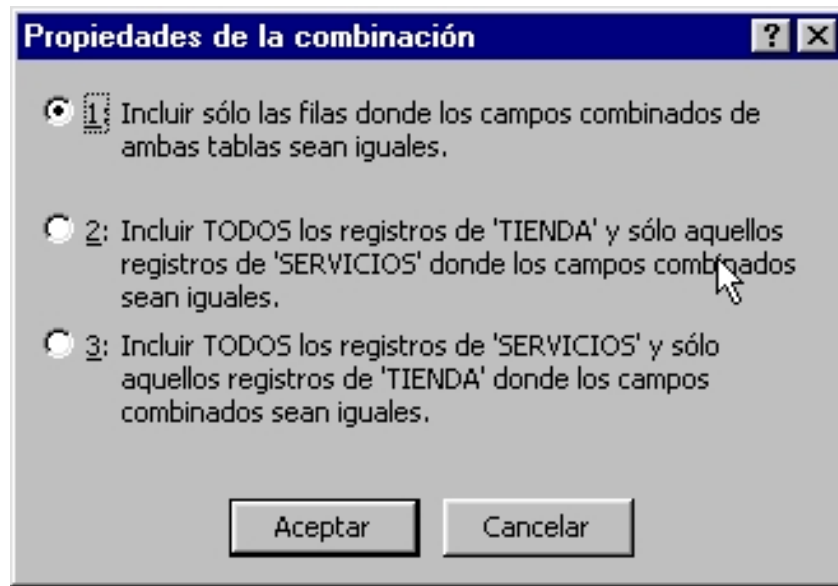 Propiedades de la combinación
1: Incluir sólo las filas donde los campos combinados de
ambas tablas sean iguales.
2: Incluir TODOS los registros de 'TIENDA' y sólo aquellos
registros de 'SERVICIOS' donde los campos combinados
sean iguales.
3: Incluir TODOS los registros de 'SERVICIOS' y sólo
aquellos registros de 'TIENDA' donde los campos
combinados sean iguales.
Aceptar
Cancelar